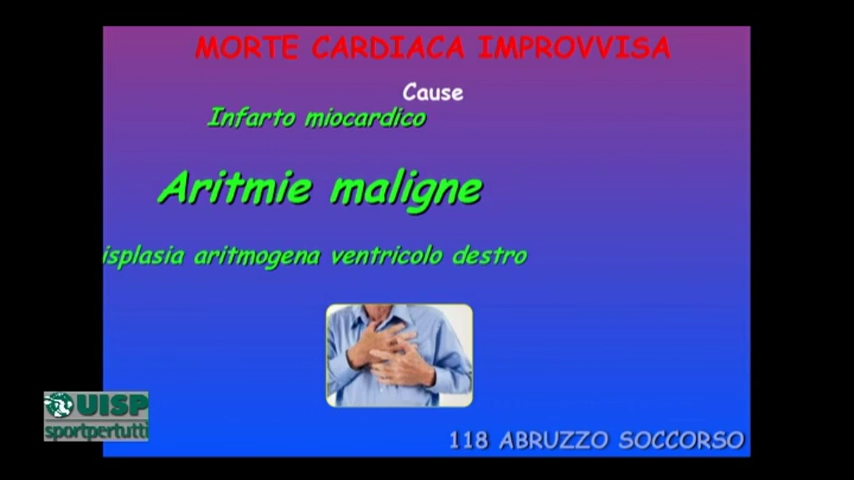 MORTE CARDIACA IMPROVVISA
Cause
Infarto miocardico
Aritmie maligne
isplasia aritmogena ventricolo destro
UISP
sportpertutti
118 ABRUZZO SOCCORSO